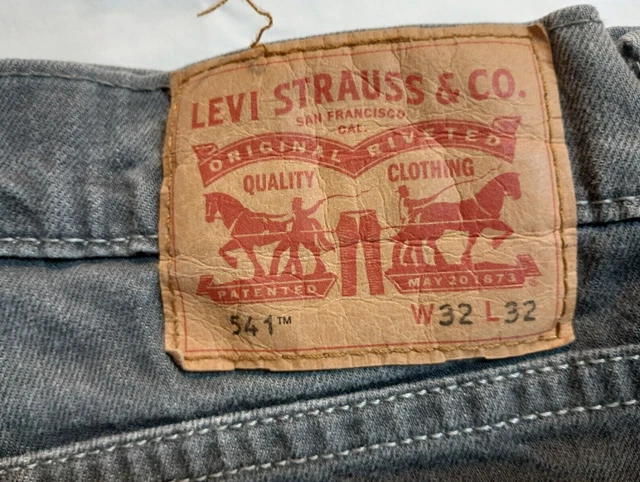 LEVI STRAUSS & CO.
SAN FRANCISCO
CAL.
ORIGINAL RIVETED
QUALITY CLOTHING
PATENTED MAY 20 1873
541™ W32 L32